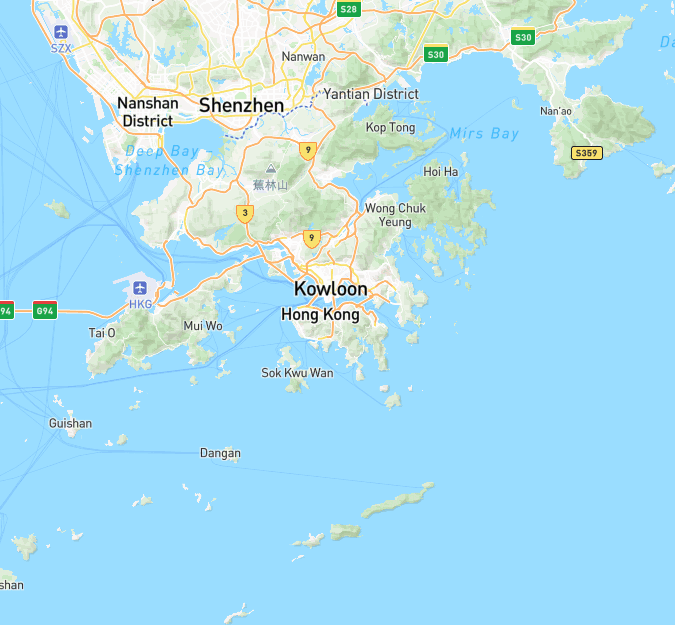 S28
SZX
Nanwan
S30
S30
Da
Nanshan
District
Shenzhen
Yantian District
Kop Tong
Mirs Bay
Nan'ao
S359
Deep Bay –
Shenzhen Bay
9
蕉林山
Hoi Ha
3
Wong Chuk
Yeung
9
HKG
Kowloon
94
G94
Hong Kong
Tai O
Mui Wo
Sok Kwu Wan
Guishan
Dangan
shan